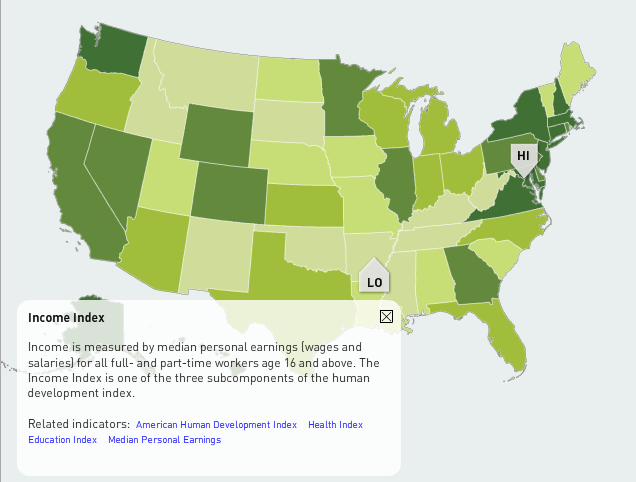 HI
LO
Income Index
Income is measured by median personal earnings (wages and
salaries) for all full- and part-time workers age 16 and above. The
Income Index is one of the three subcomponents of the human
development index.
Related indicators: American Human Development Index Health Index
Education Index Median Personal Earnings